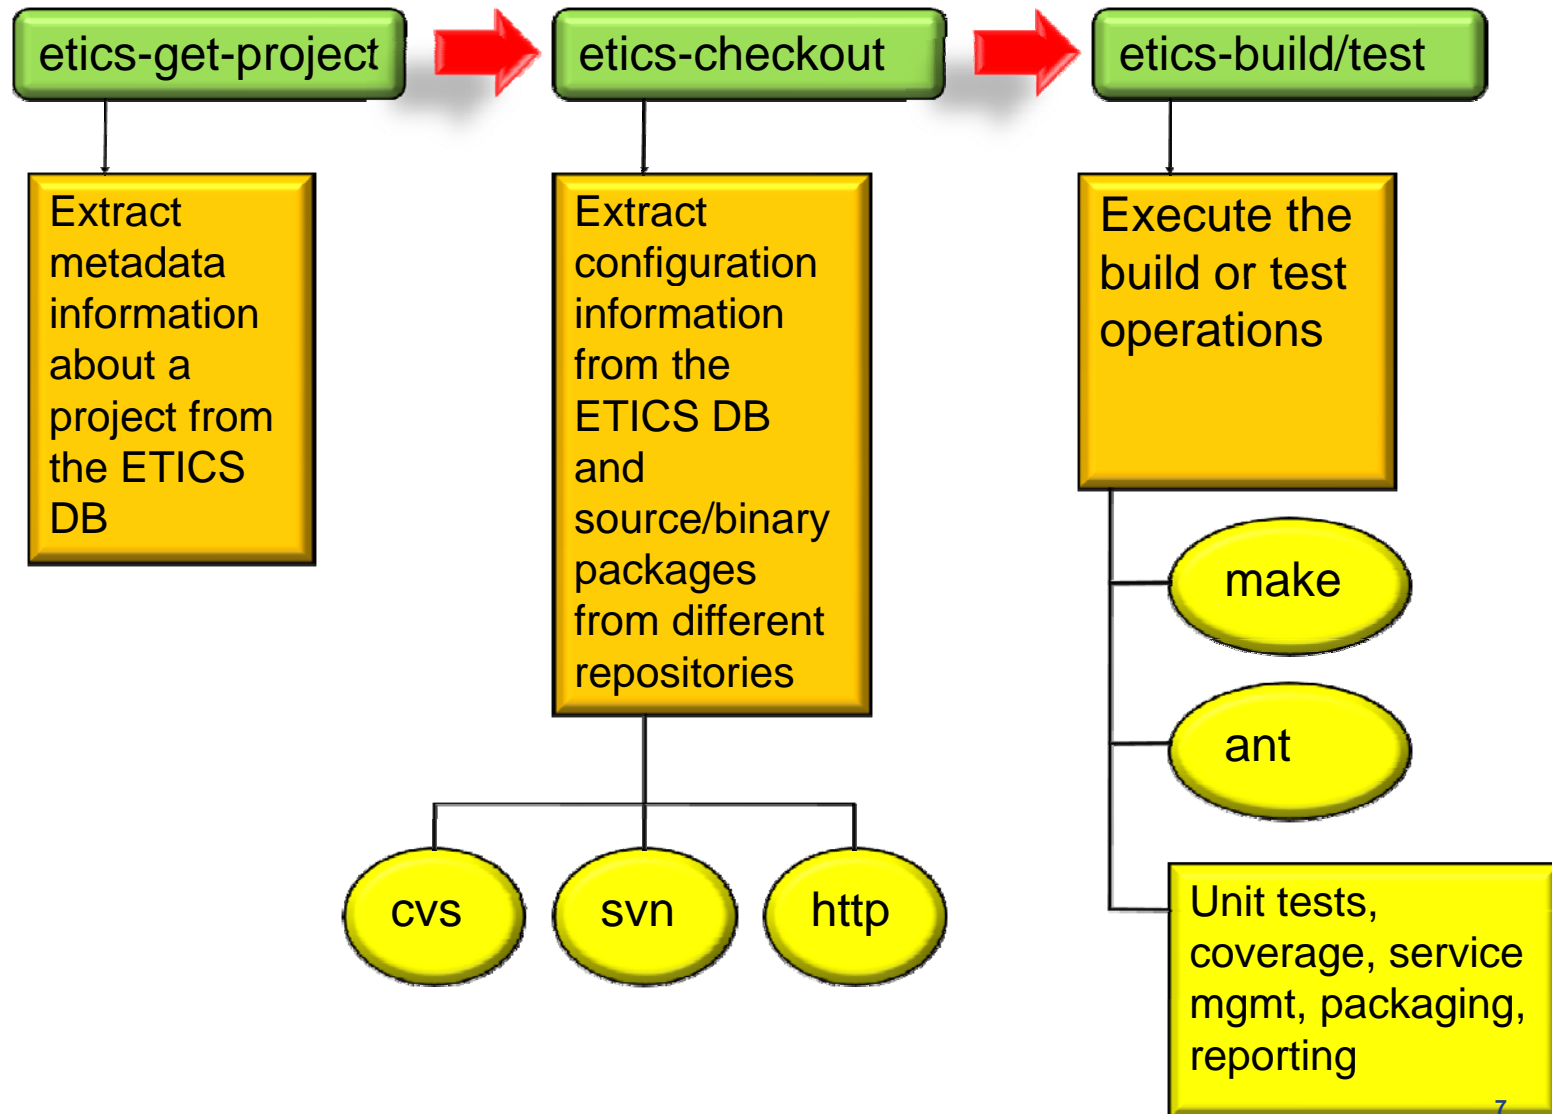 etics-get-project
etics-checkout
etics-build/test
Extract
metadata
information
about a
project from
the ETICS
DB
Extract
configuration
information
from the
ETICS DB
and
source/binary
packages
from different
repositories
Execute the
build or test
operations
make
ant
cvs
svn
http
Unit tests,
coverage, service
mgmt, packaging,
reporting
7